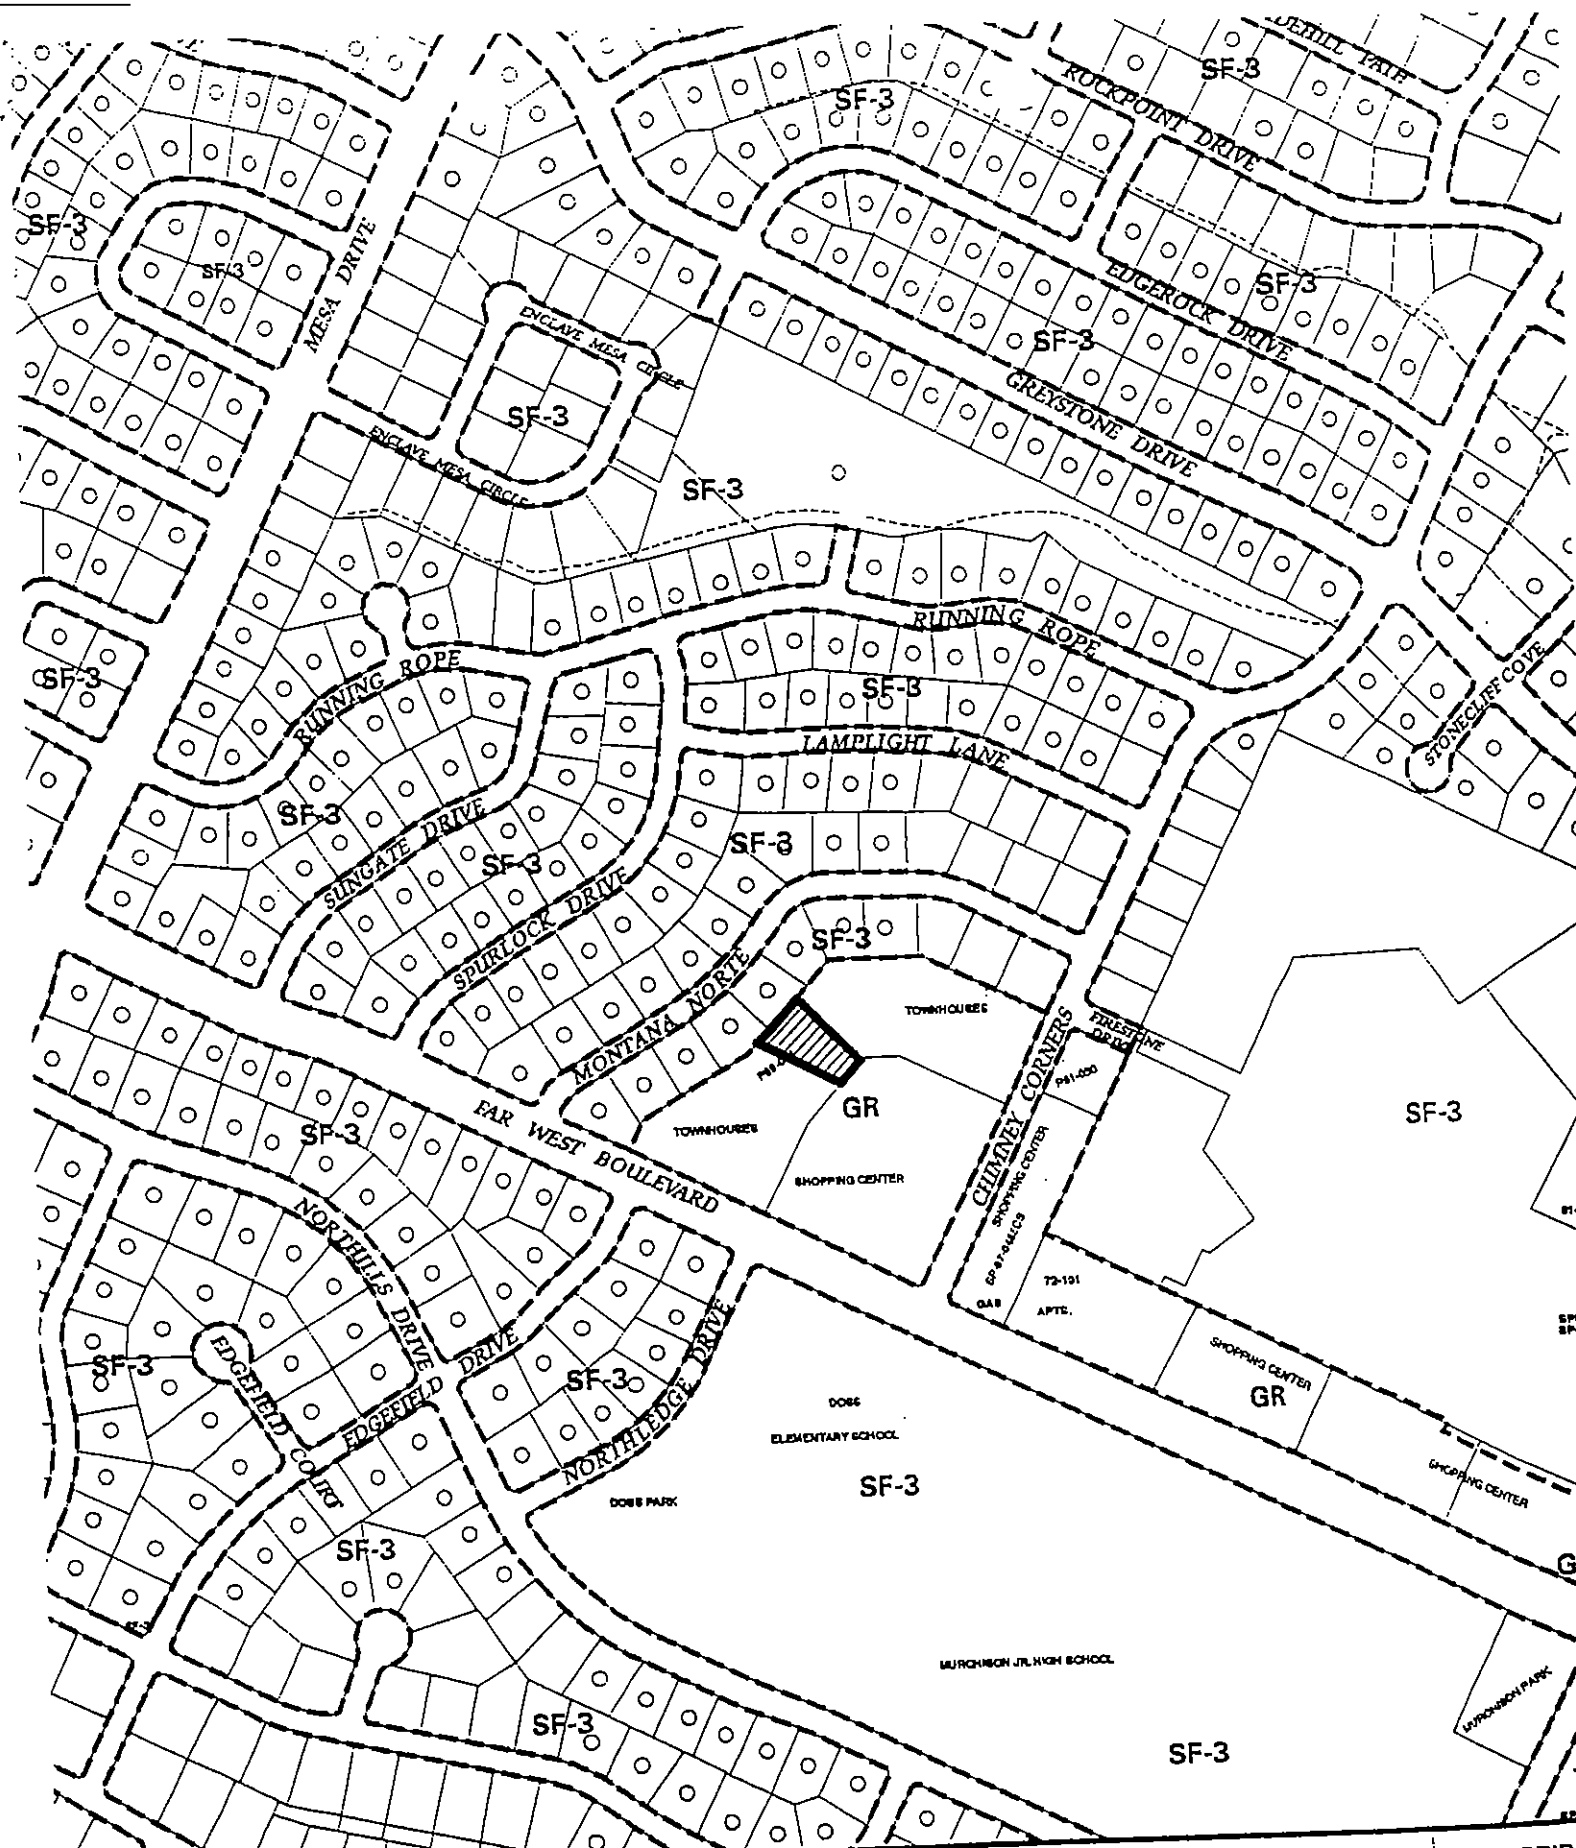 SF-3
ROCKPOINT DRIVE
SF-3
SF-3
SF-3
MESA DRIVE
SF-3
EDGEROCK DRIVE
ENCLAVE MESA CIRCLE
SF-3
GREYSTONE DRIVE
SF-3
ENCLAVE MESA CIRCLE
SF-3
RUNNING ROPE
RUNNING ROPE
SF-3
SF-3
STONECLIFF COVE
LAMPLIGHT LANE
SF-3
SUNGATE DRIVE
SF-3
SF-3
SPURLOCK DRIVE
SF-3
MONTANA NORTE
TOWNHOUSES
FIRESTONE
CHIMNEY CORNERS
P81-030
GR
SF-3
FAR WEST BOULEVARD
TOWNHOUSES
SF-3
SHOPPING CENTER
SHOPPING CENTER
NORTHILLS DRIVE
72-191
GAS
APTS.
EDGEFIELD COURT
SF-3
EDGEFIELD DRIVE
SF-3
NORTHLEDGE DRIVE
SHOPPING CENTER
GR
DOSS
ELEMENTARY SCHOOL
SF-3
DOSS PARK
SHOPPING CENTER
SF-3
MURCHISON JR. HIGH SCHOOL
MURCHISON PARK
SF-3
SF-3